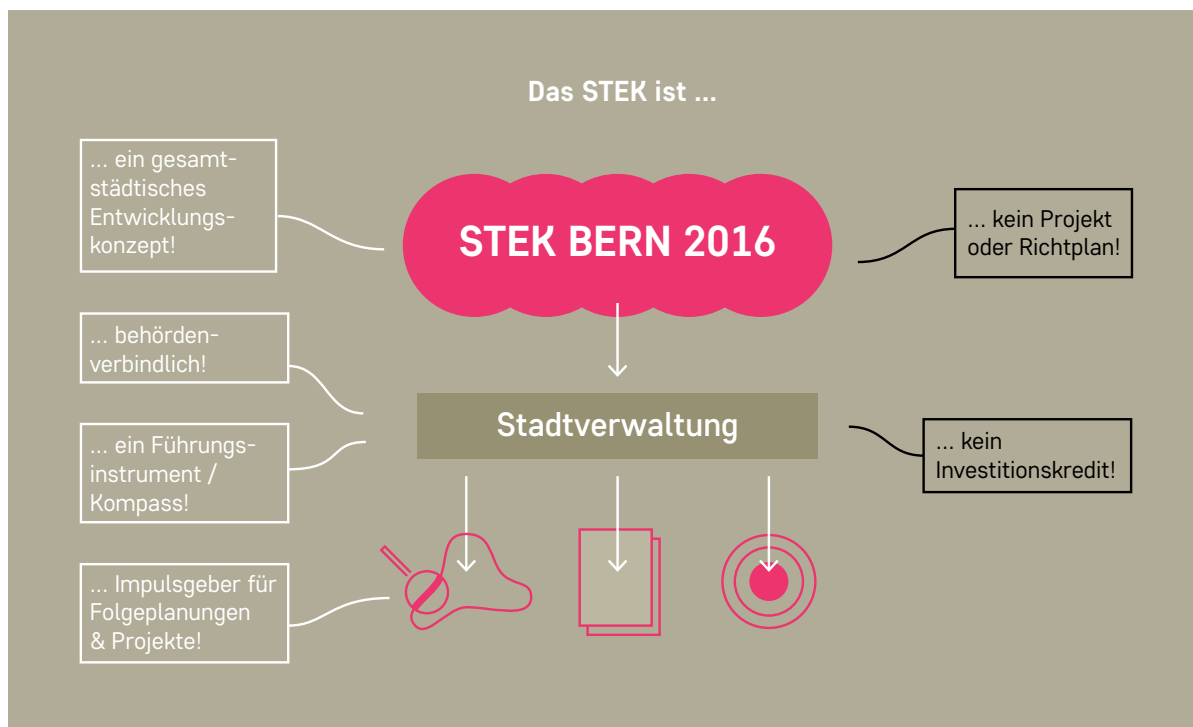 Das STEK ist ...
... ein gesamt-
städtisches
Entwicklungs-
konzept!
STEK BERN 2016
... kein Projekt
oder Richtplan!
... behörden-
verbindlich!
Stadtverwaltung
... ein Führungs-
instrument /
Kompass!
... kein
Investitionskredit!
... Impulsgeber für
Folgeplanungen
& Projekte!